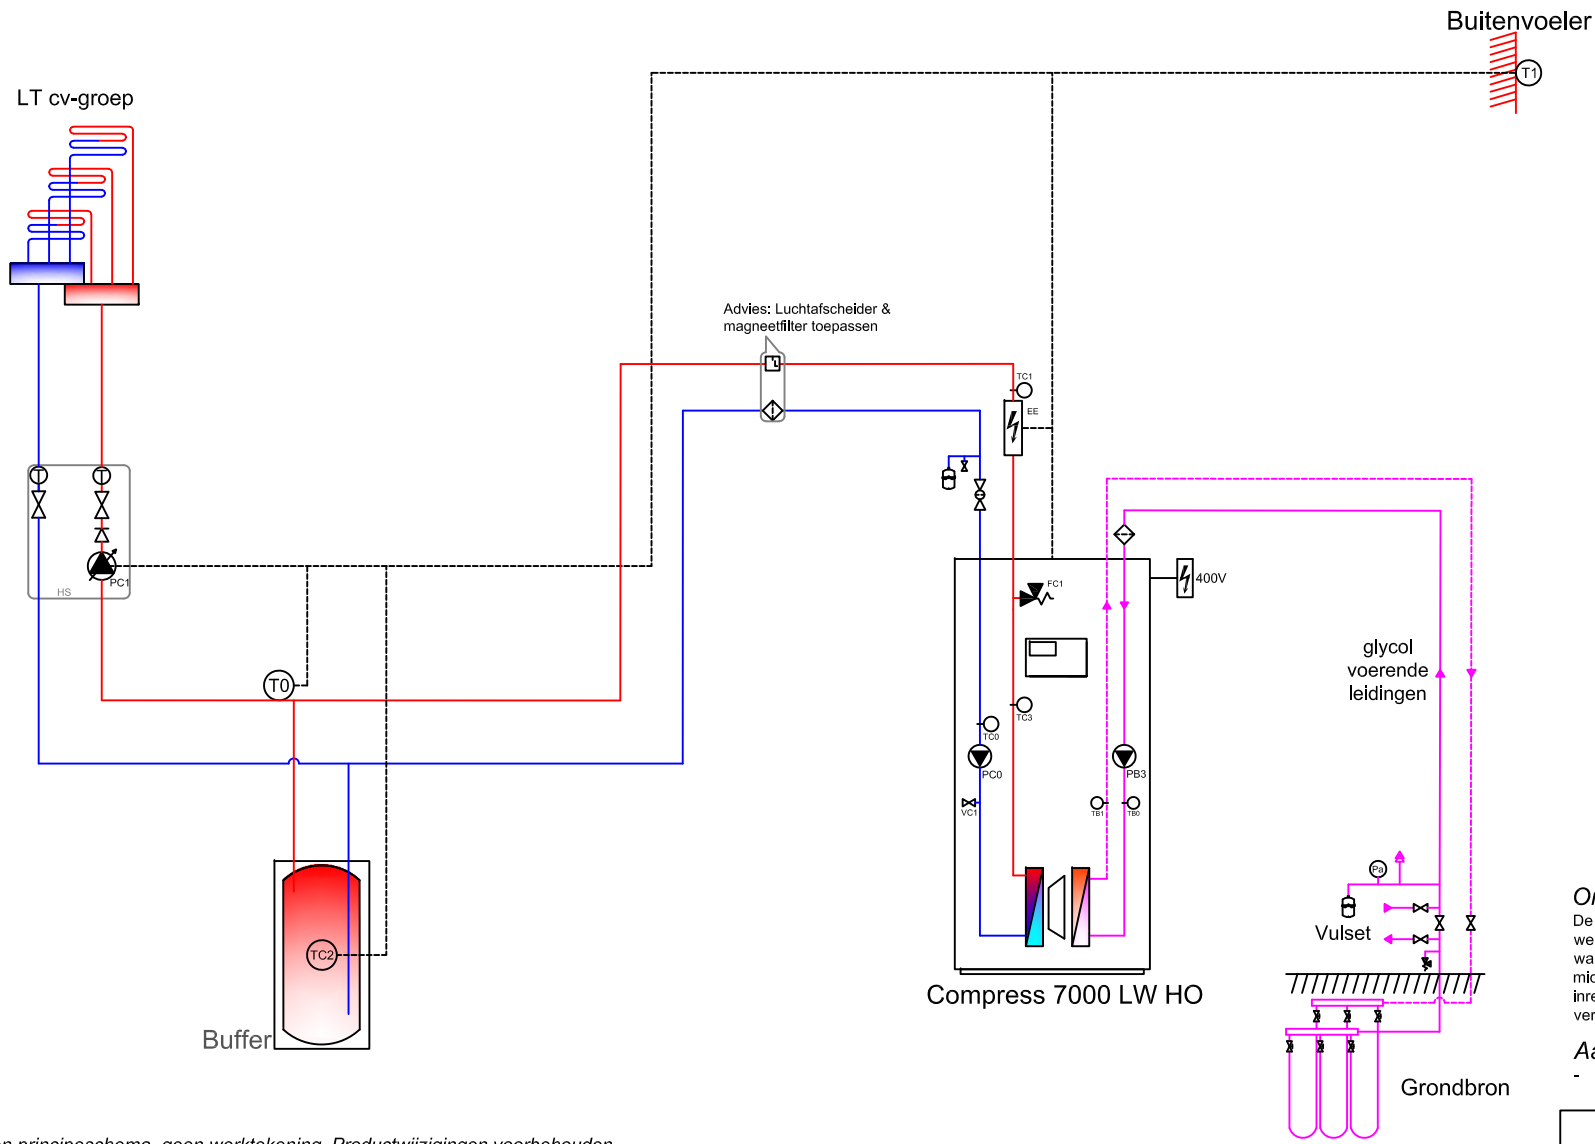 Buitenvoeler
T1
LT cv-groep
Advies: Luchtafscheider &
magneetfilter toepassen
TC1
EE
T
T
PC1
HS
FC1
400V
glycol
voerende
leidingen
T0
TC3
TC0
PC0
PB3
VC1
TB1
TB0
Pa
Vulset
TC2
Buffer
Compress 7000 LW HO
De
we
wa
inre
ver
-
Grondbron
principeschema, geen werktekening. Productwijzigingen voorbehouden